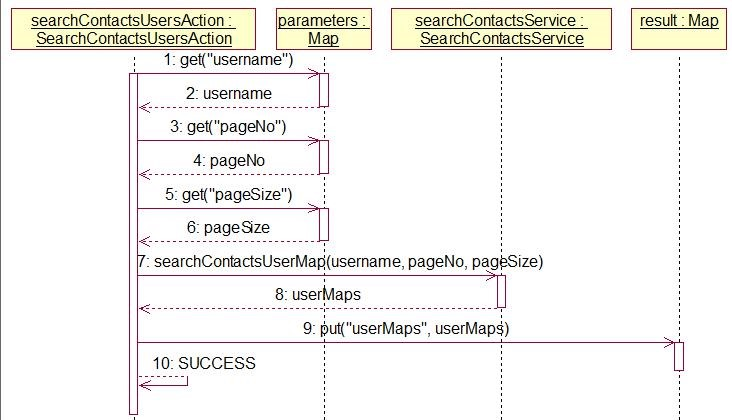 searchContactsUsersAction :
SearchContactsUsersAction
parameters :
Map
searchContactsService :
SearchContactsService
result : Map
1: get("username")
2: username
3: get("pageNo")
4: pageNo
5: get("pageSize")
6: pageSize
7: searchContactsUserMap(username, pageNo, pageSize)
8: userMaps
9: put("userMaps", userMaps)
10: SUCCESS